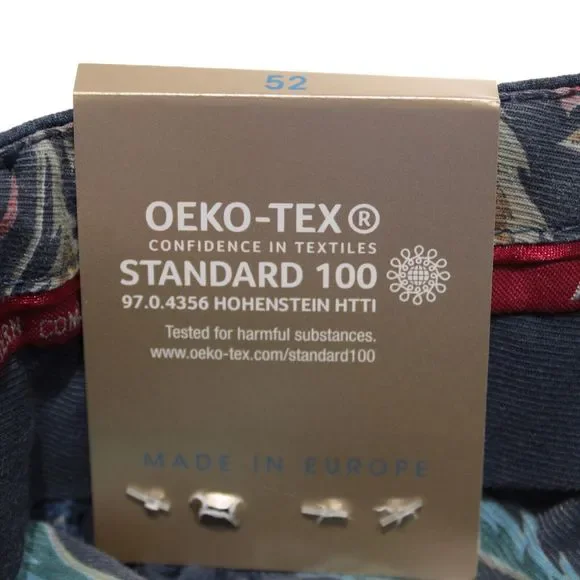 52
OEKO-TEX®
CONFIDENCE IN TEXTILES
STANDARD 100
97.0.4356 HOHENSTEIN HTTI
Tested for harmful substances.
www.oeko-tex.com/standard100
MADE IN EUROPE